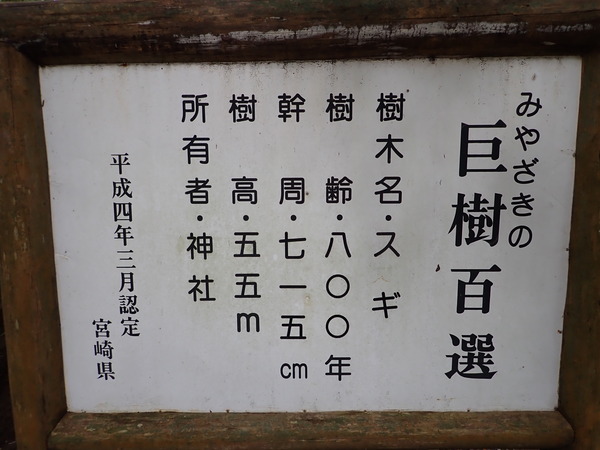 みやざきの
巨樹百選
樹木名・スギ
樹　齢・八〇〇年
幹　周・七一五cm
樹　高・五五m
所有者・神社
平成四年三月認定
宮崎県